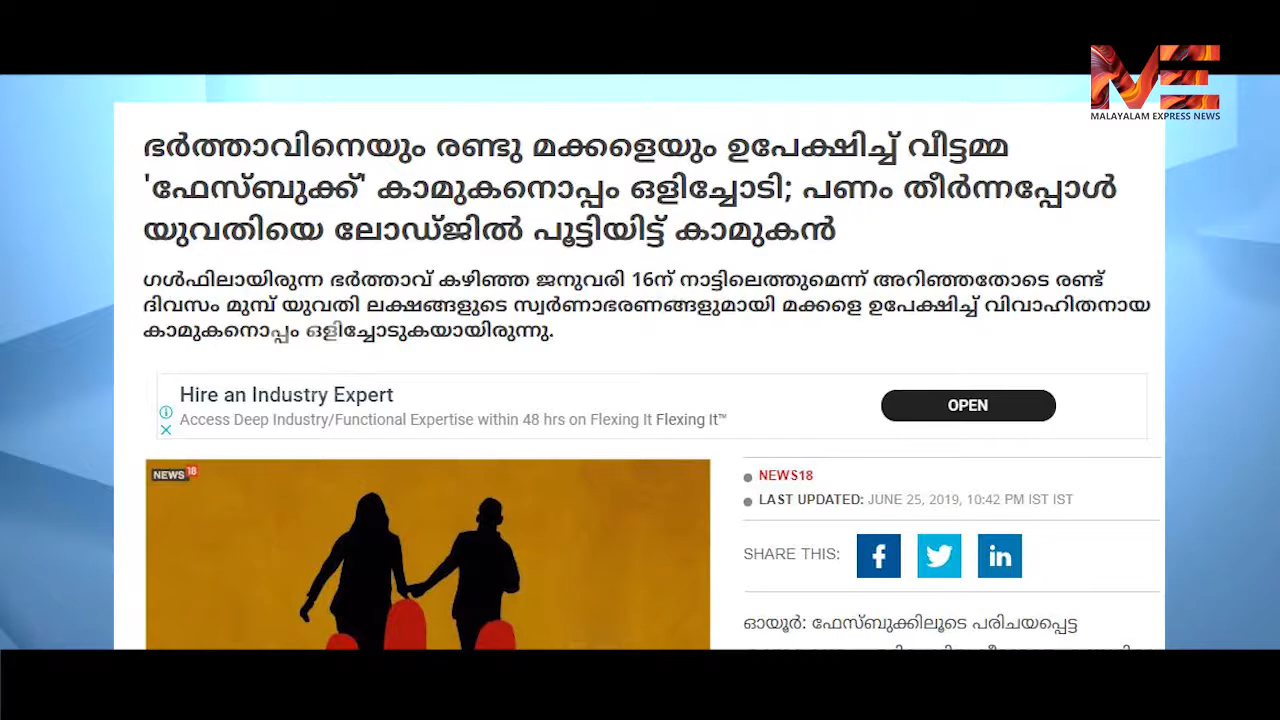 MALAYALAM EXPRESS NEWS
ഭർത്താവിനെയും രണ്ടു മക്കളെയും ഉപേക്ഷിച്ച് വീട്ടമ്മ
'ഫേസ്ബുക്ക്' കാമുകനൊപ്പം ഒളിച്ചോടി; പണം തീർന്നപ്പോൾ
യുവതിയെ ലോഡ്ജിൽ പൂട്ടിയിട്ട് കാമുകൻ
ഗൾഫിലായിരുന്ന ഭർത്താവ് കഴിഞ്ഞ ജനുവരി 16ന് നാട്ടിലെത്തുമെന്ന് അറിഞ്ഞതോടെ രണ്ട്
ദിവസം മുമ്പ് യുവതി ലക്ഷങ്ങളുടെ സ്വർണാഭരണങ്ങളുമായി മക്കളെ ഉപേക്ഷിച്ച് വിവാഹിതനായ
കാമുകനൊപ്പം ഒളിച്ചോടുകയായിരുന്നു.
Hire an Industry Expert
Access Deep Industry/Functional Expertise within 48 hrs on Flexing It Flexing It™
OPEN
NEWS 18
NEWS18
LAST UPDATED: JUNE 25, 2019, 10:42 PM IST IST
SHARE THIS:
ഓയൂർ: ഫേസ്ബുക്കിലൂടെ പരിചയപ്പെട്ട